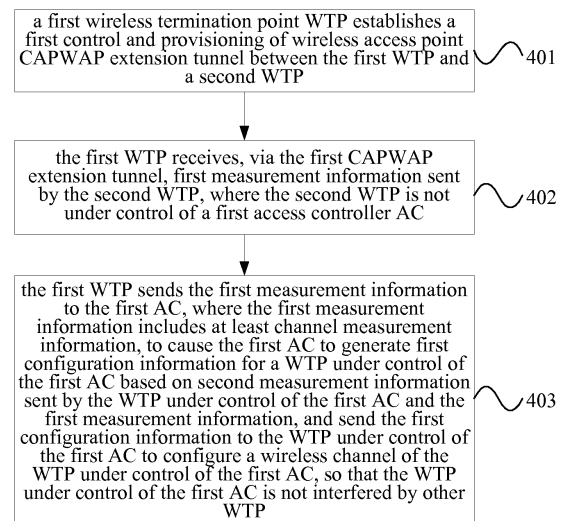 a first wireless termination point WTP establishes a
first control and provisioning of wireless access point
CAPWAP extension tunnel between the first WTP and
a second WTP
401
the first WTP receives, via the first CAPWAP
extension tunnel, first measurement information sent
by the second WTP, where the second WTP is not
under control of a first access controller AC
402
the first WTP sends the first measurement information
to the first AC, where the first measurement
information includes at least channel measurement
information, to cause the first AC to generate first
configuration information for a WTP under control of
the first AC based on second measurement information
sent by the WTP under control of the first AC and the
first measurement information, and send the first
configuration information to the WTP under control of
the first AC to configure a wireless channel of the
WTP under control of the first AC, so that the WTP
under control of the first AC is not interfered by other
WTP
403